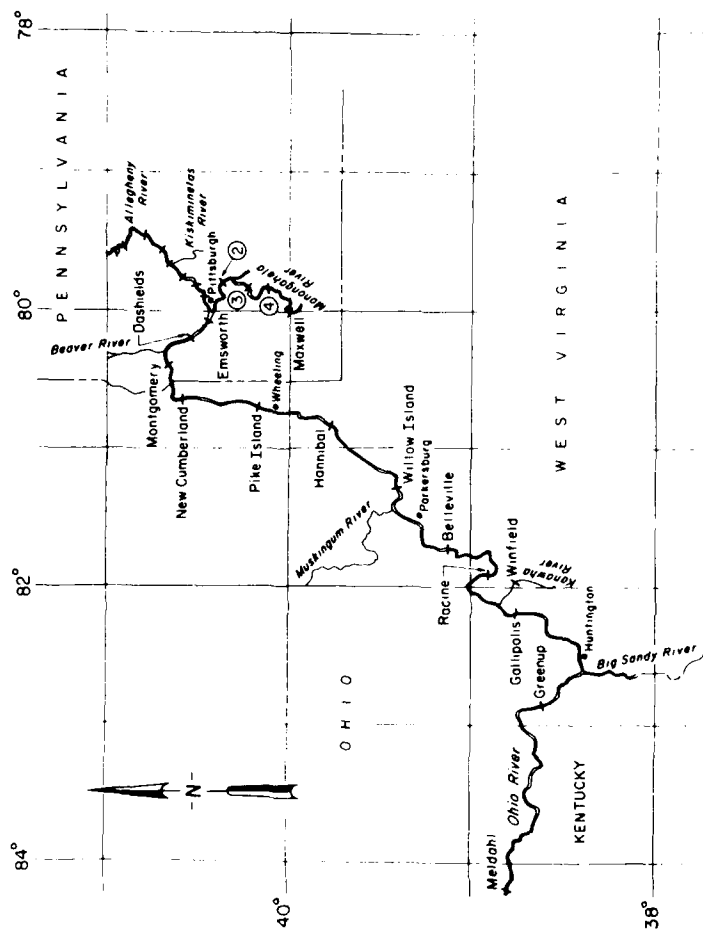 84°
82°
80°
78°
40°
38°
- N -
PENNSYLVANIA
OHIO
WEST VIRGINIA
KENTUCKY
Allegheny
River
Kiskiminetas
River
Beaver River
Dashields
Pittsburgh
Montgomery
Emsworth
②
③
④
Monongahela
River
Maxwell
New Cumberland
Pike Island
Wheeling
Hannibal
Willow Island
Parkersburg
Muskingum River
Belleville
Racine
Winfield
Kanawha
River
Gallipolis
Greenup
Huntington
Big Sandy River
Ohio River
Meldahl